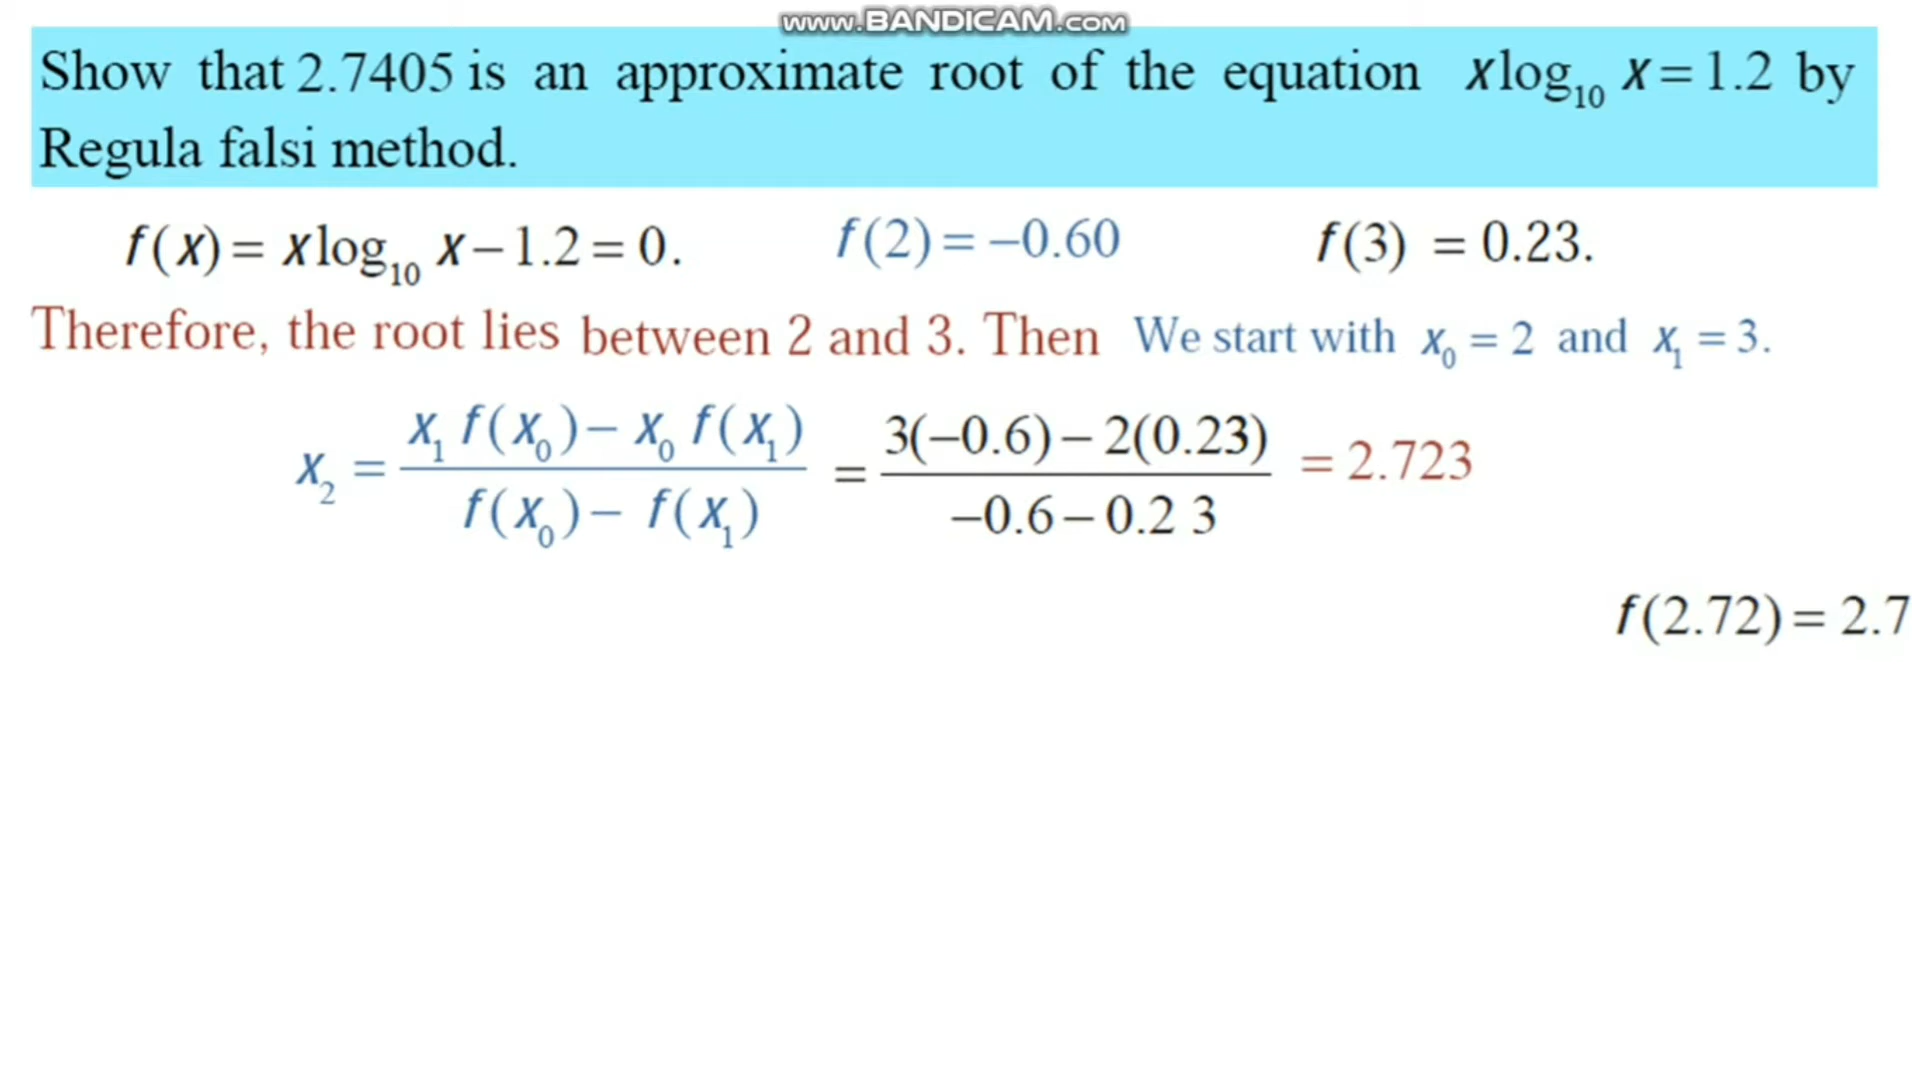 www.BANDICAM.com
Show that 2.7405 is an approximate root of the equation x log₁₀ x = 1.2 by
Regula falsi method.
f(x) = x log₁₀ x − 1.2 = 0. f(2) = −0.60 f(3) = 0.23.
Therefore, the root lies between 2 and 3. Then We start with x₀ = 2 and x₁ = 3.
x₂ = (x₁ f(x₀) − x₀ f(x₁)) / (f(x₀) − f(x₁)) = (3(−0.6) − 2(0.23)) / (−0.6 − 0.2 3) = 2.723
f(2.72) = 2.7